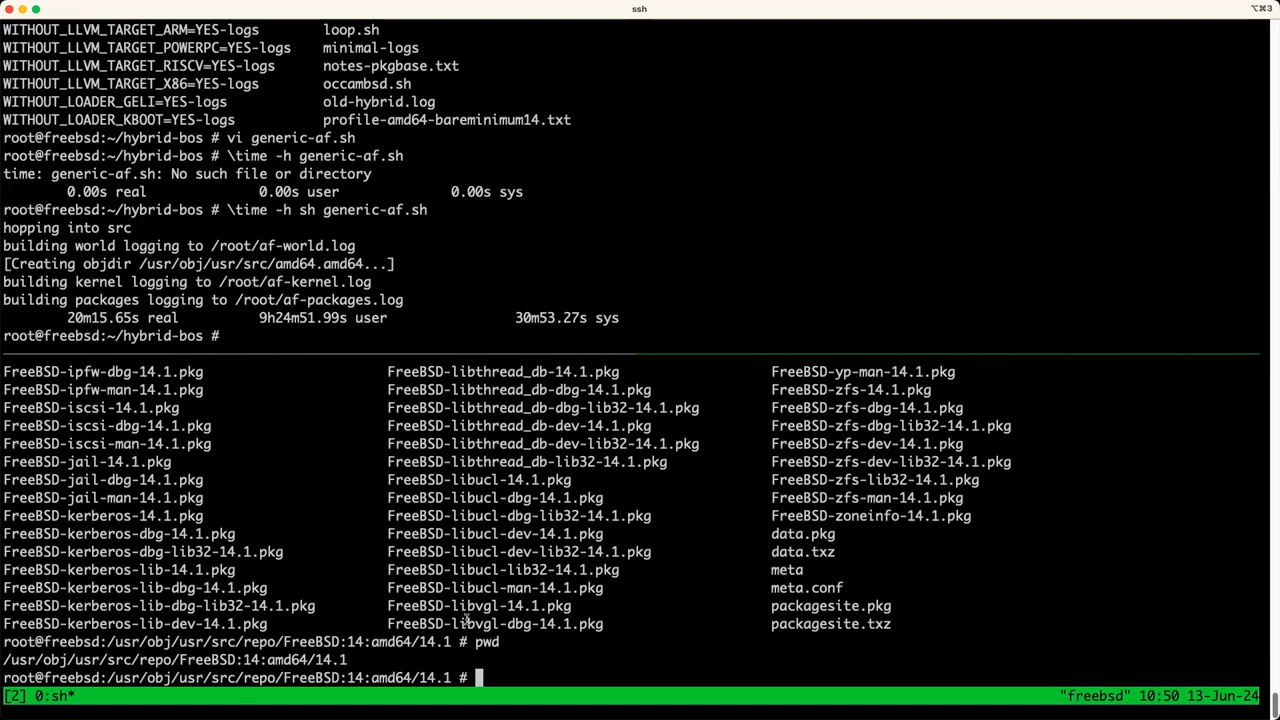 ssh
⌥⌘3
WITHOUT_LLVM_TARGET_ARM=YES-logs loop.sh
WITHOUT_LLVM_TARGET_POWERPC=YES-logs minimal-logs
WITHOUT_LLVM_TARGET_RISCV=YES-logs notes-pkgbase.txt
WITHOUT_LLVM_TARGET_X86=YES-logs occambsd.sh
WITHOUT_LOADER_GELI=YES-logs old-hybrid.log
WITHOUT_LOADER_KBOOT=YES-logs profile-amd64-bareminimum14.txt
root@freebsd:~/hybrid-bos # vi generic-af.sh
root@freebsd:~/hybrid-bos # \time -h generic-af.sh
time: generic-af.sh: No such file or directory
0.00s real 0.00s user 0.00s sys
root@freebsd:~/hybrid-bos # \time -h sh generic-af.sh
hopping into src
building world logging to /root/af-world.log
[Creating objdir /usr/obj/usr/src/amd64.amd64...]
building kernel logging to /root/af-kernel.log
building packages logging to /root/af-packages.log
20m15.65s real 9h24m51.99s user 30m53.27s sys
root@freebsd:~/hybrid-bos #
FreeBSD-ipfw-dbg-14.1.pkg FreeBSD-libthread_db-14.1.pkg FreeBSD-yp-man-14.1.pkg
FreeBSD-ipfw-man-14.1.pkg FreeBSD-libthread_db-dbg-14.1.pkg FreeBSD-zfs-14.1.pkg
FreeBSD-iscsi-14.1.pkg FreeBSD-libthread_db-dbg-lib32-14.1.pkg FreeBSD-zfs-dbg-14.1.pkg
FreeBSD-iscsi-dbg-14.1.pkg FreeBSD-libthread_db-dev-14.1.pkg FreeBSD-zfs-dbg-lib32-14.1.pkg
FreeBSD-iscsi-man-14.1.pkg FreeBSD-libthread_db-dev-lib32-14.1.pkg FreeBSD-zfs-dev-14.1.pkg
FreeBSD-jail-14.1.pkg FreeBSD-libthread_db-lib32-14.1.pkg FreeBSD-zfs-dev-lib32-14.1.pkg
FreeBSD-jail-dbg-14.1.pkg FreeBSD-libucl-14.1.pkg FreeBSD-zfs-lib32-14.1.pkg
FreeBSD-jail-man-14.1.pkg FreeBSD-libucl-dbg-14.1.pkg FreeBSD-zfs-man-14.1.pkg
FreeBSD-kerberos-14.1.pkg FreeBSD-libucl-dbg-lib32-14.1.pkg FreeBSD-zoneinfo-14.1.pkg
FreeBSD-kerberos-dbg-14.1.pkg FreeBSD-libucl-dev-14.1.pkg data.pkg
FreeBSD-kerberos-dbg-lib32-14.1.pkg FreeBSD-libucl-dev-lib32-14.1.pkg data.txz
FreeBSD-kerberos-lib-14.1.pkg FreeBSD-libucl-lib32-14.1.pkg meta
FreeBSD-kerberos-lib-dbg-14.1.pkg FreeBSD-libucl-man-14.1.pkg meta.conf
FreeBSD-kerberos-lib-dbg-lib32-14.1.pkg FreeBSD-libvgl-14.1.pkg packagesite.pkg
FreeBSD-kerberos-lib-dev-14.1.pkg FreeBSD-libvgl-dbg-14.1.pkg packagesite.txz
root@freebsd:/usr/obj/usr/src/repo/FreeBSD:14:amd64/14.1 # pwd
/usr/obj/usr/src/repo/FreeBSD:14:amd64/14.1
root@freebsd:/usr/obj/usr/src/repo/FreeBSD:14:amd64/14.1 #
[2] 0:sh* "freebsd" 10:50 13-Jun-24